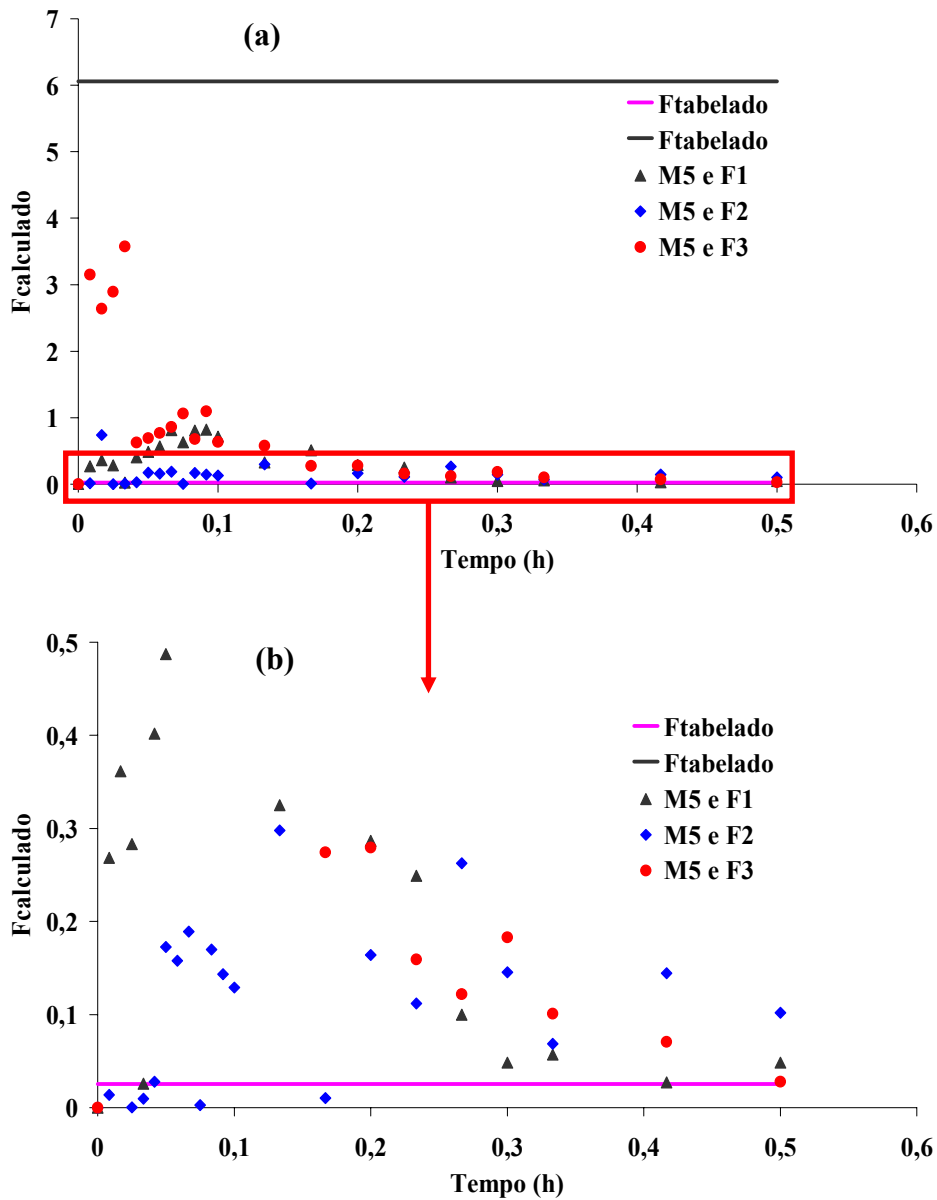 (a)
7
6
5
4
3
2
1
0
Fcalculado
Ftabelado
Ftabelado
M5 e F1
M5 e F2
M5 e F3
0 0,1 0,2 0,3 0,4 0,5 0,6
Tempo (h)
(b)
0,5
0,4
0,3
0,2
0,1
0
Fcalculado
Ftabelado
Ftabelado
M5 e F1
M5 e F2
M5 e F3
0 0,1 0,2 0,3 0,4 0,5 0,6
Tempo (h)